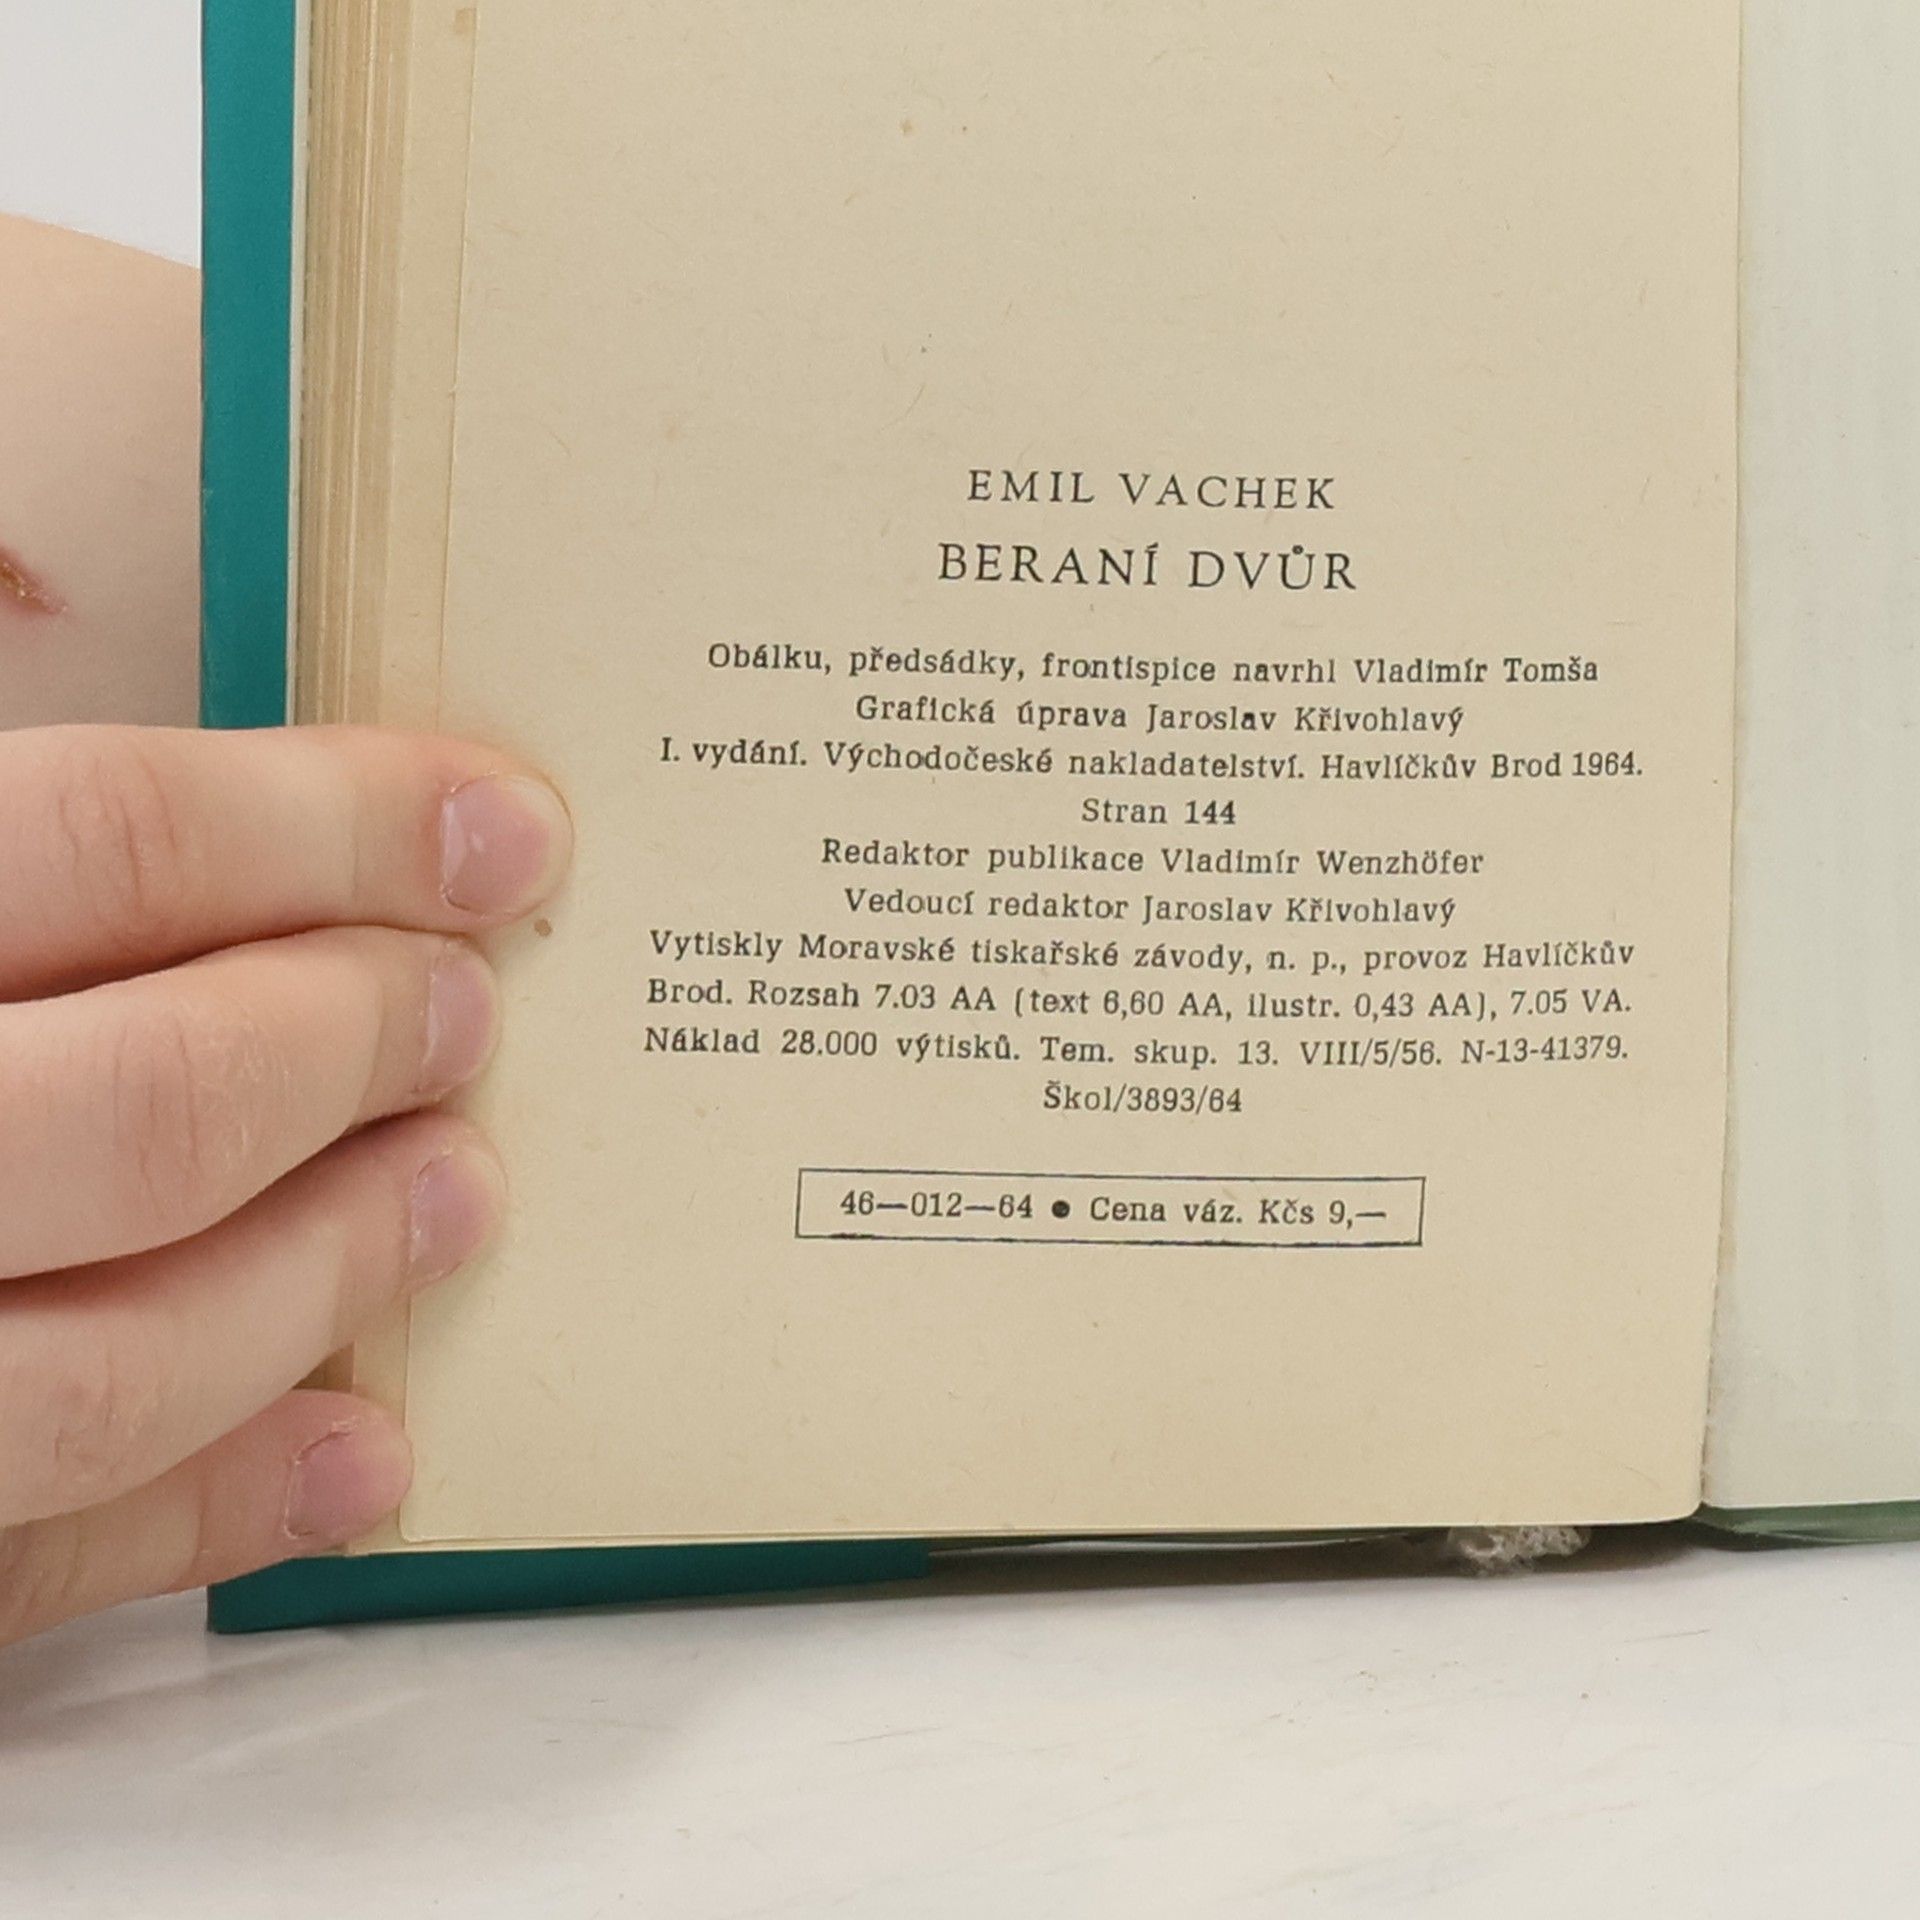 EMIL VACHEK
BERANÍ DVŮR
Obálku, předsádky, frontispice navrhl Vladimír Tomša
Grafická úprava Jaroslav Křivohlavý
I. vydání. Východočeské nakladatelství. Havlíčkův Brod 1964.
Stran 144
Redaktor publikace Vladimír Wenzhöfer
Vedoucí redaktor Jaroslav Křivohlavý
Vytiskly Moravské tiskařské závody, n. p., provoz Havlíčkův
Brod. Rozsah 7.03 AA (text 6,60 AA, ilustr. 0,43 AA), 7.05 VA.
Náklad 28.000 výtisků. Tem. skup. 13. VIII/5/56. N-13-41379.
Škol/3893/64
46—012—64 ● Cena váz. Kčs 9,—